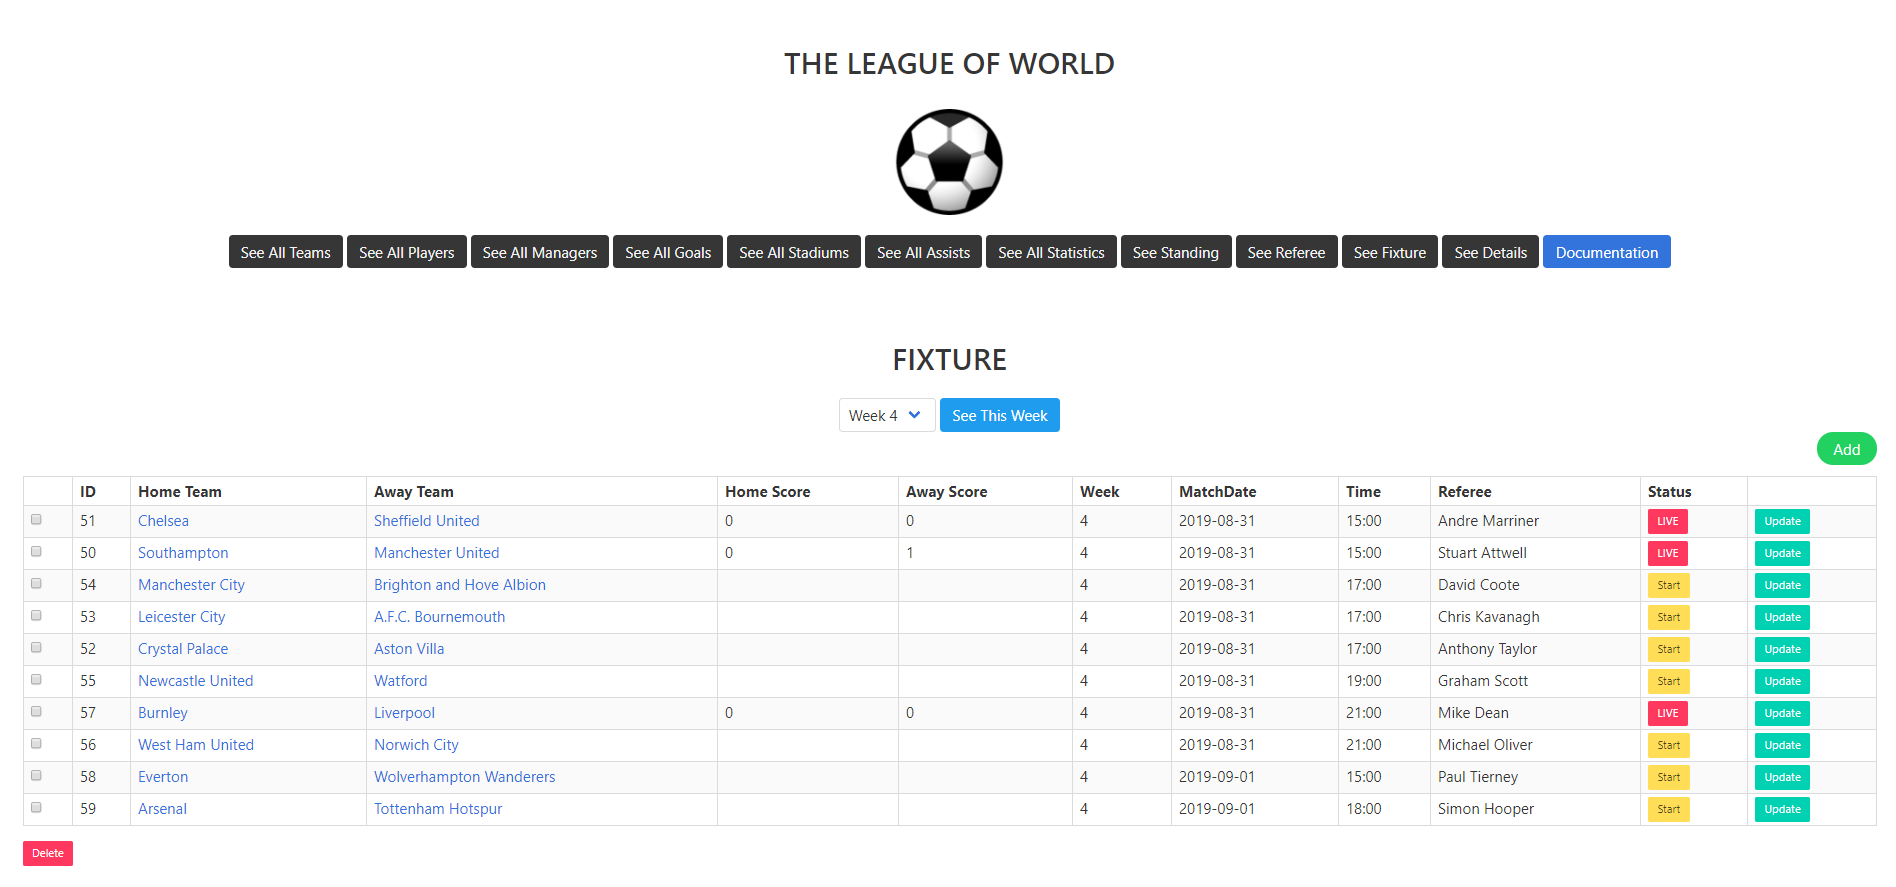 THE LEAGUE OF WORLD
See All Teams See All Players See All Managers See All Goals See All Stadiums See All Assists See All Statistics See Standing See Referee See Fixture See Details Documentation
FIXTURE
Week 4 See This Week
Add
ID Home Team Away Team Home Score Away Score Week MatchDate Time Referee Status
51 Chelsea Sheffield United 0 0 4 2019-08-31 15:00 Andre Marriner LIVE Update
50 Southampton Manchester United 0 1 4 2019-08-31 15:00 Stuart Attwell LIVE Update
54 Manchester City Brighton and Hove Albion 4 2019-08-31 17:00 David Coote Start Update
53 Leicester City A.F.C. Bournemouth 4 2019-08-31 17:00 Chris Kavanagh Start Update
52 Crystal Palace Aston Villa 4 2019-08-31 17:00 Anthony Taylor Start Update
55 Newcastle United Watford 4 2019-08-31 19:00 Graham Scott Start Update
57 Burnley Liverpool 0 0 4 2019-08-31 21:00 Mike Dean LIVE Update
56 West Ham United Norwich City 4 2019-08-31 21:00 Michael Oliver Start Update
58 Everton Wolverhampton Wanderers 4 2019-09-01 15:00 Paul Tierney Start Update
59 Arsenal Tottenham Hotspur 4 2019-09-01 18:00 Simon Hooper Start Update
Delete